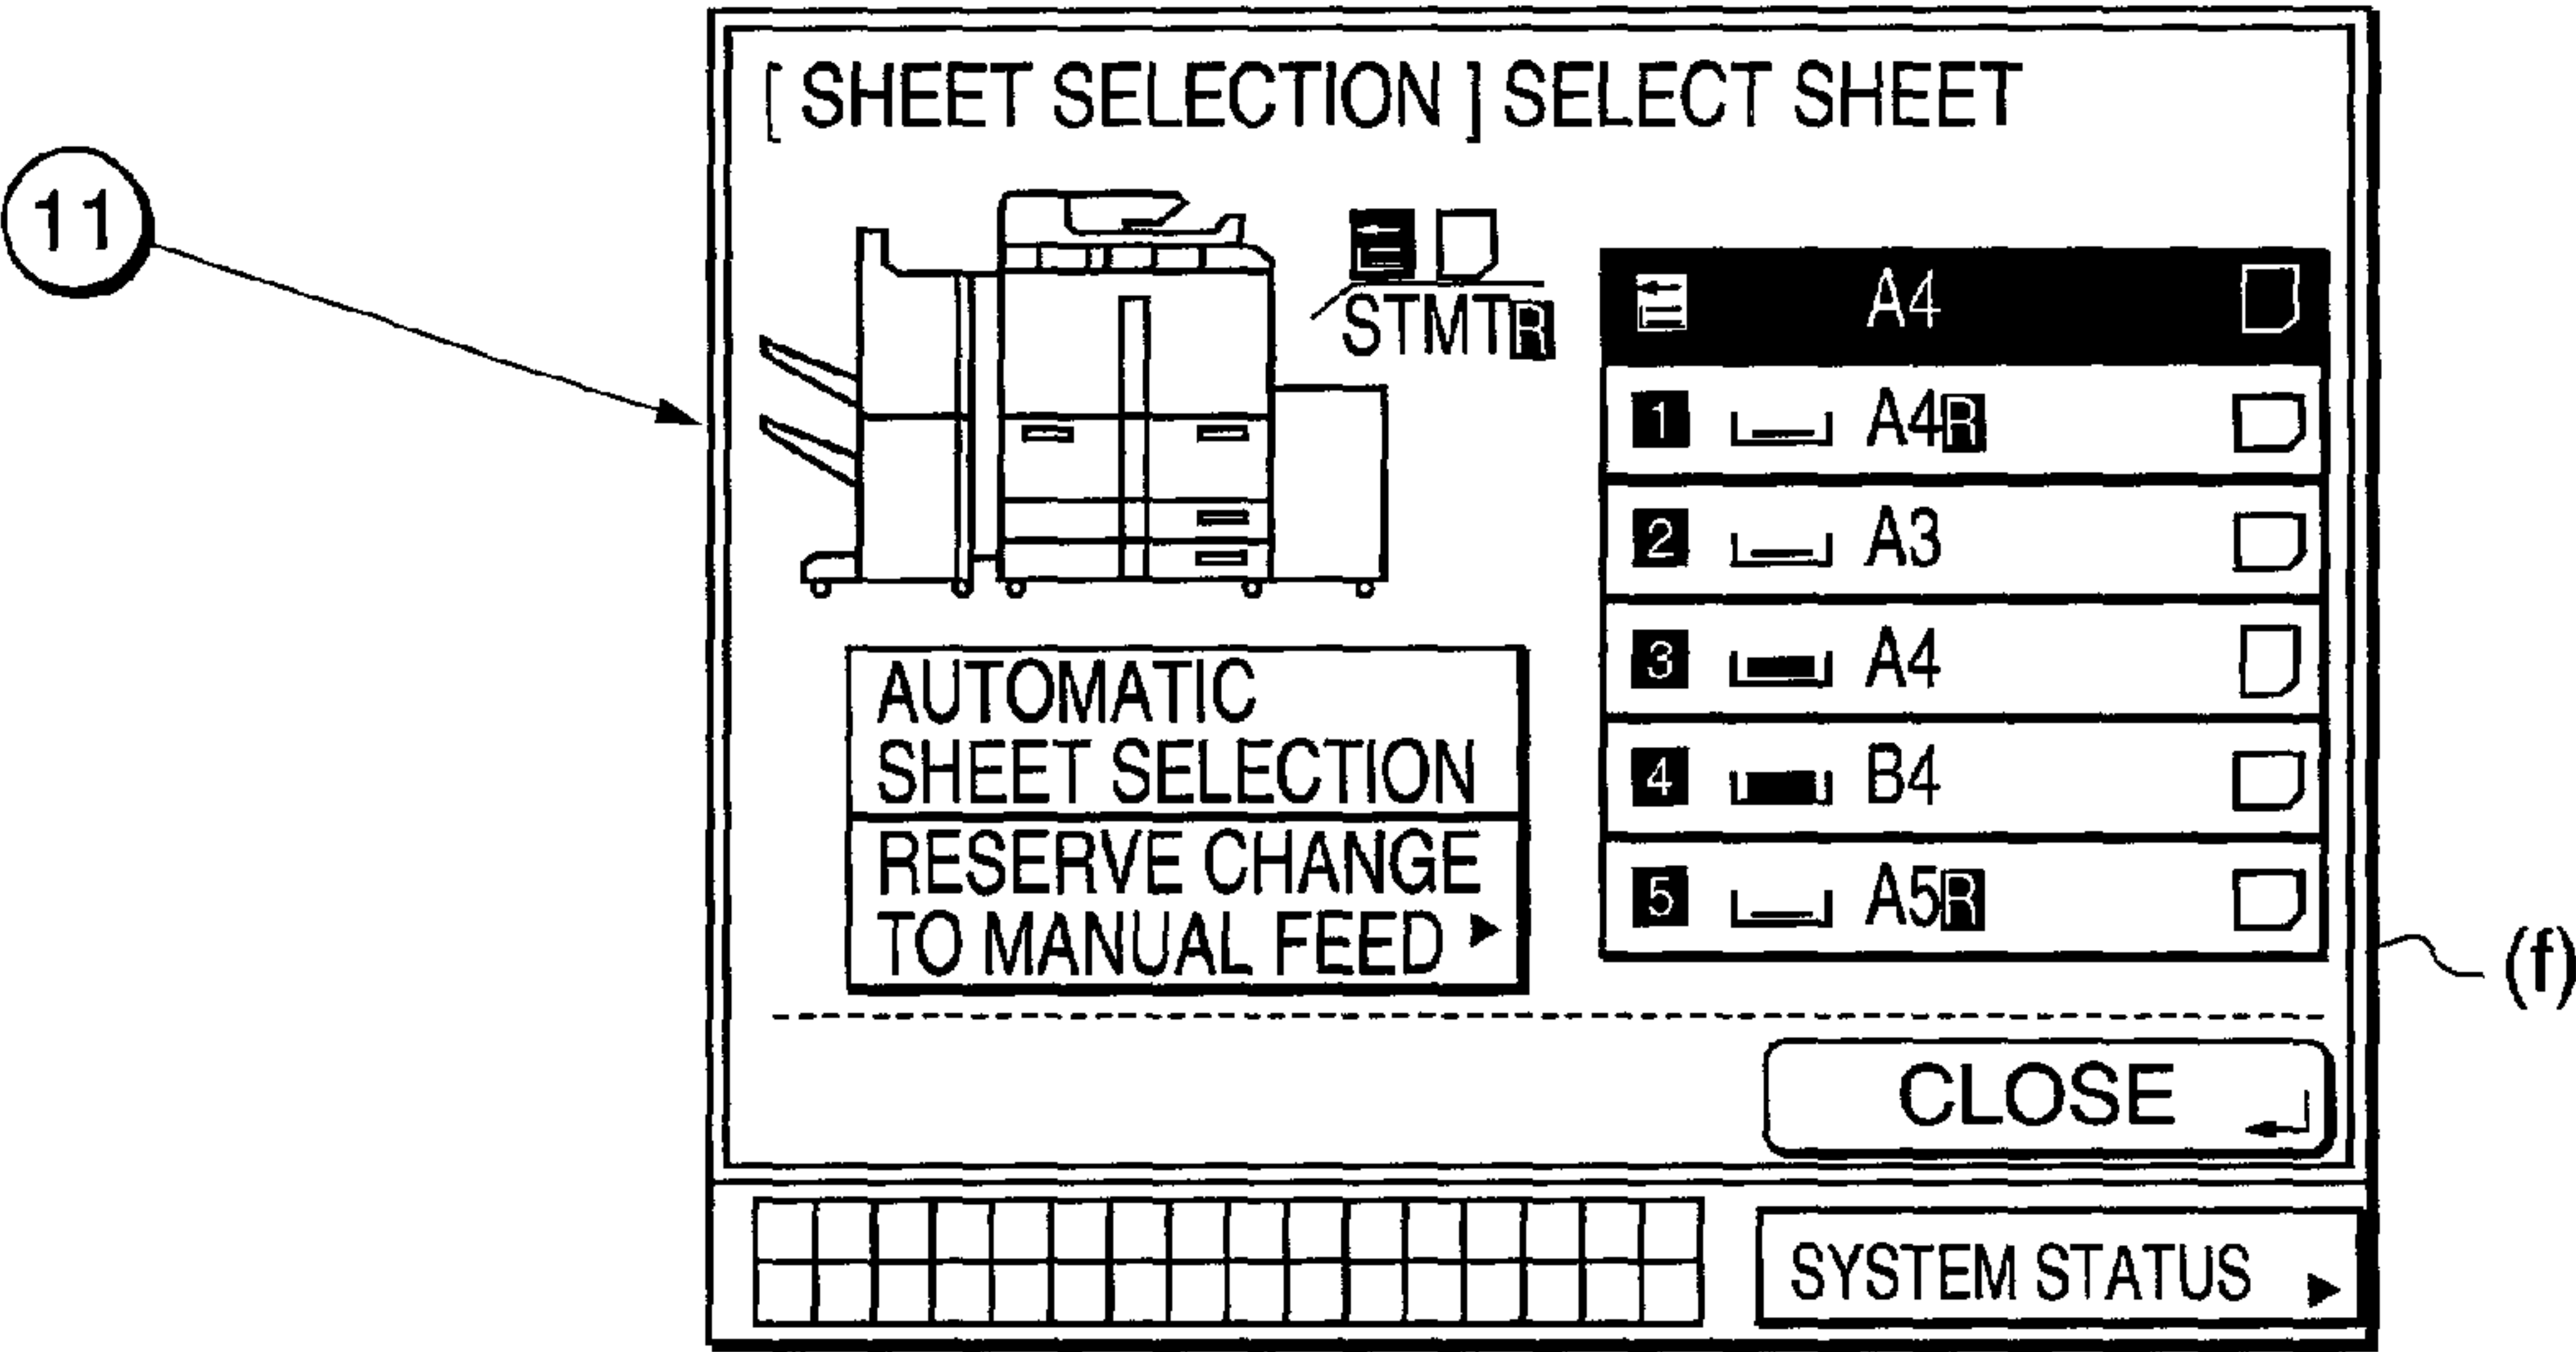 [ SHEET SELECTION ] SELECT SHEET
11
STMTR
A4
1 A4R
2 A3
3 A4
4 B4
5 A5R
AUTOMATIC
SHEET SELECTION
RESERVE CHANGE
TO MANUAL FEED
(f)
CLOSE
SYSTEM STATUS